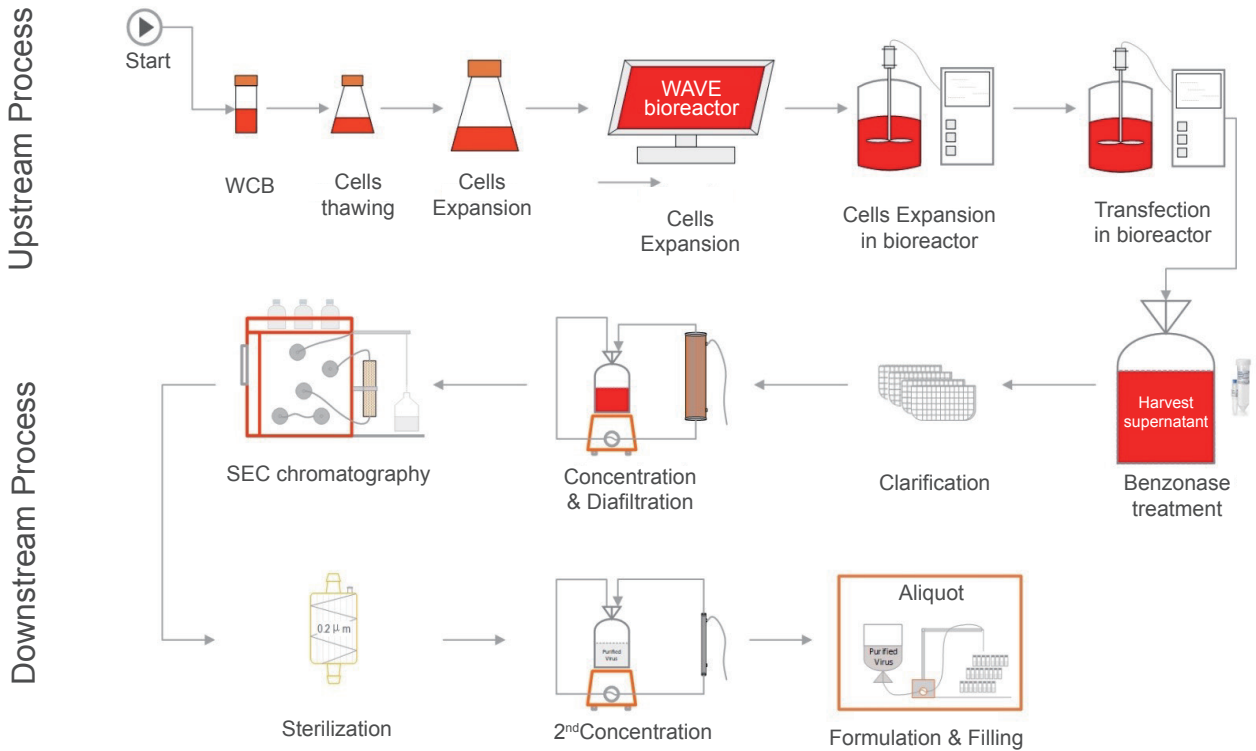 Upstream Process
Start
WAVE
bioreactor
WCB
Cells
thawing
Cells
Expansion
Cells
Expansion
Cells Expansion
in bioreactor
Transfection
in bioreactor
Downstream Process
SEC chromatography
Concentration
& Diafiltration
Clarification
Harvest
supernatant
Benzonase
treatment
0.2 μm
Sterilization
Purified
Virus
2ndConcentration
Aliquot
Purified
Virus
Formulation & Filling